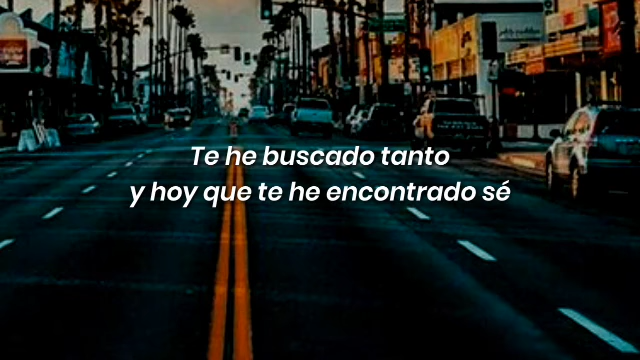 Te he buscado tanto
y hoy que te he encontrado sé